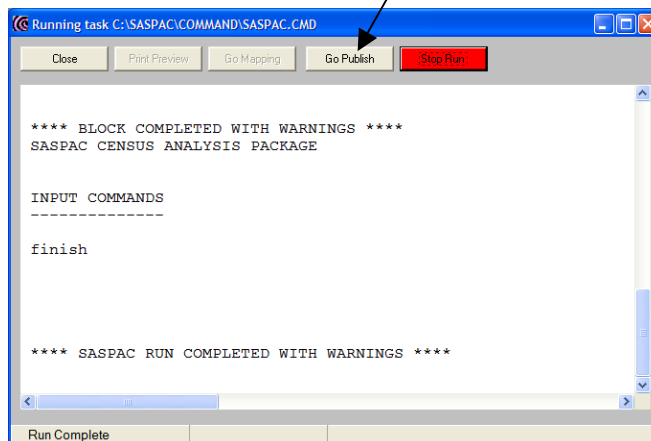 Running task C:\SASPAC\COMMAND\SASPAC.CMD
Close Print Preview Go Mapping Go Publish Stop Run
**** BLOCK COMPLETED WITH WARNINGS ****
SASPAC CENSUS ANALYSIS PACKAGE
INPUT COMMANDS
--------------
finish
**** SASPAC RUN COMPLETED WITH WARNINGS ****
Run Complete